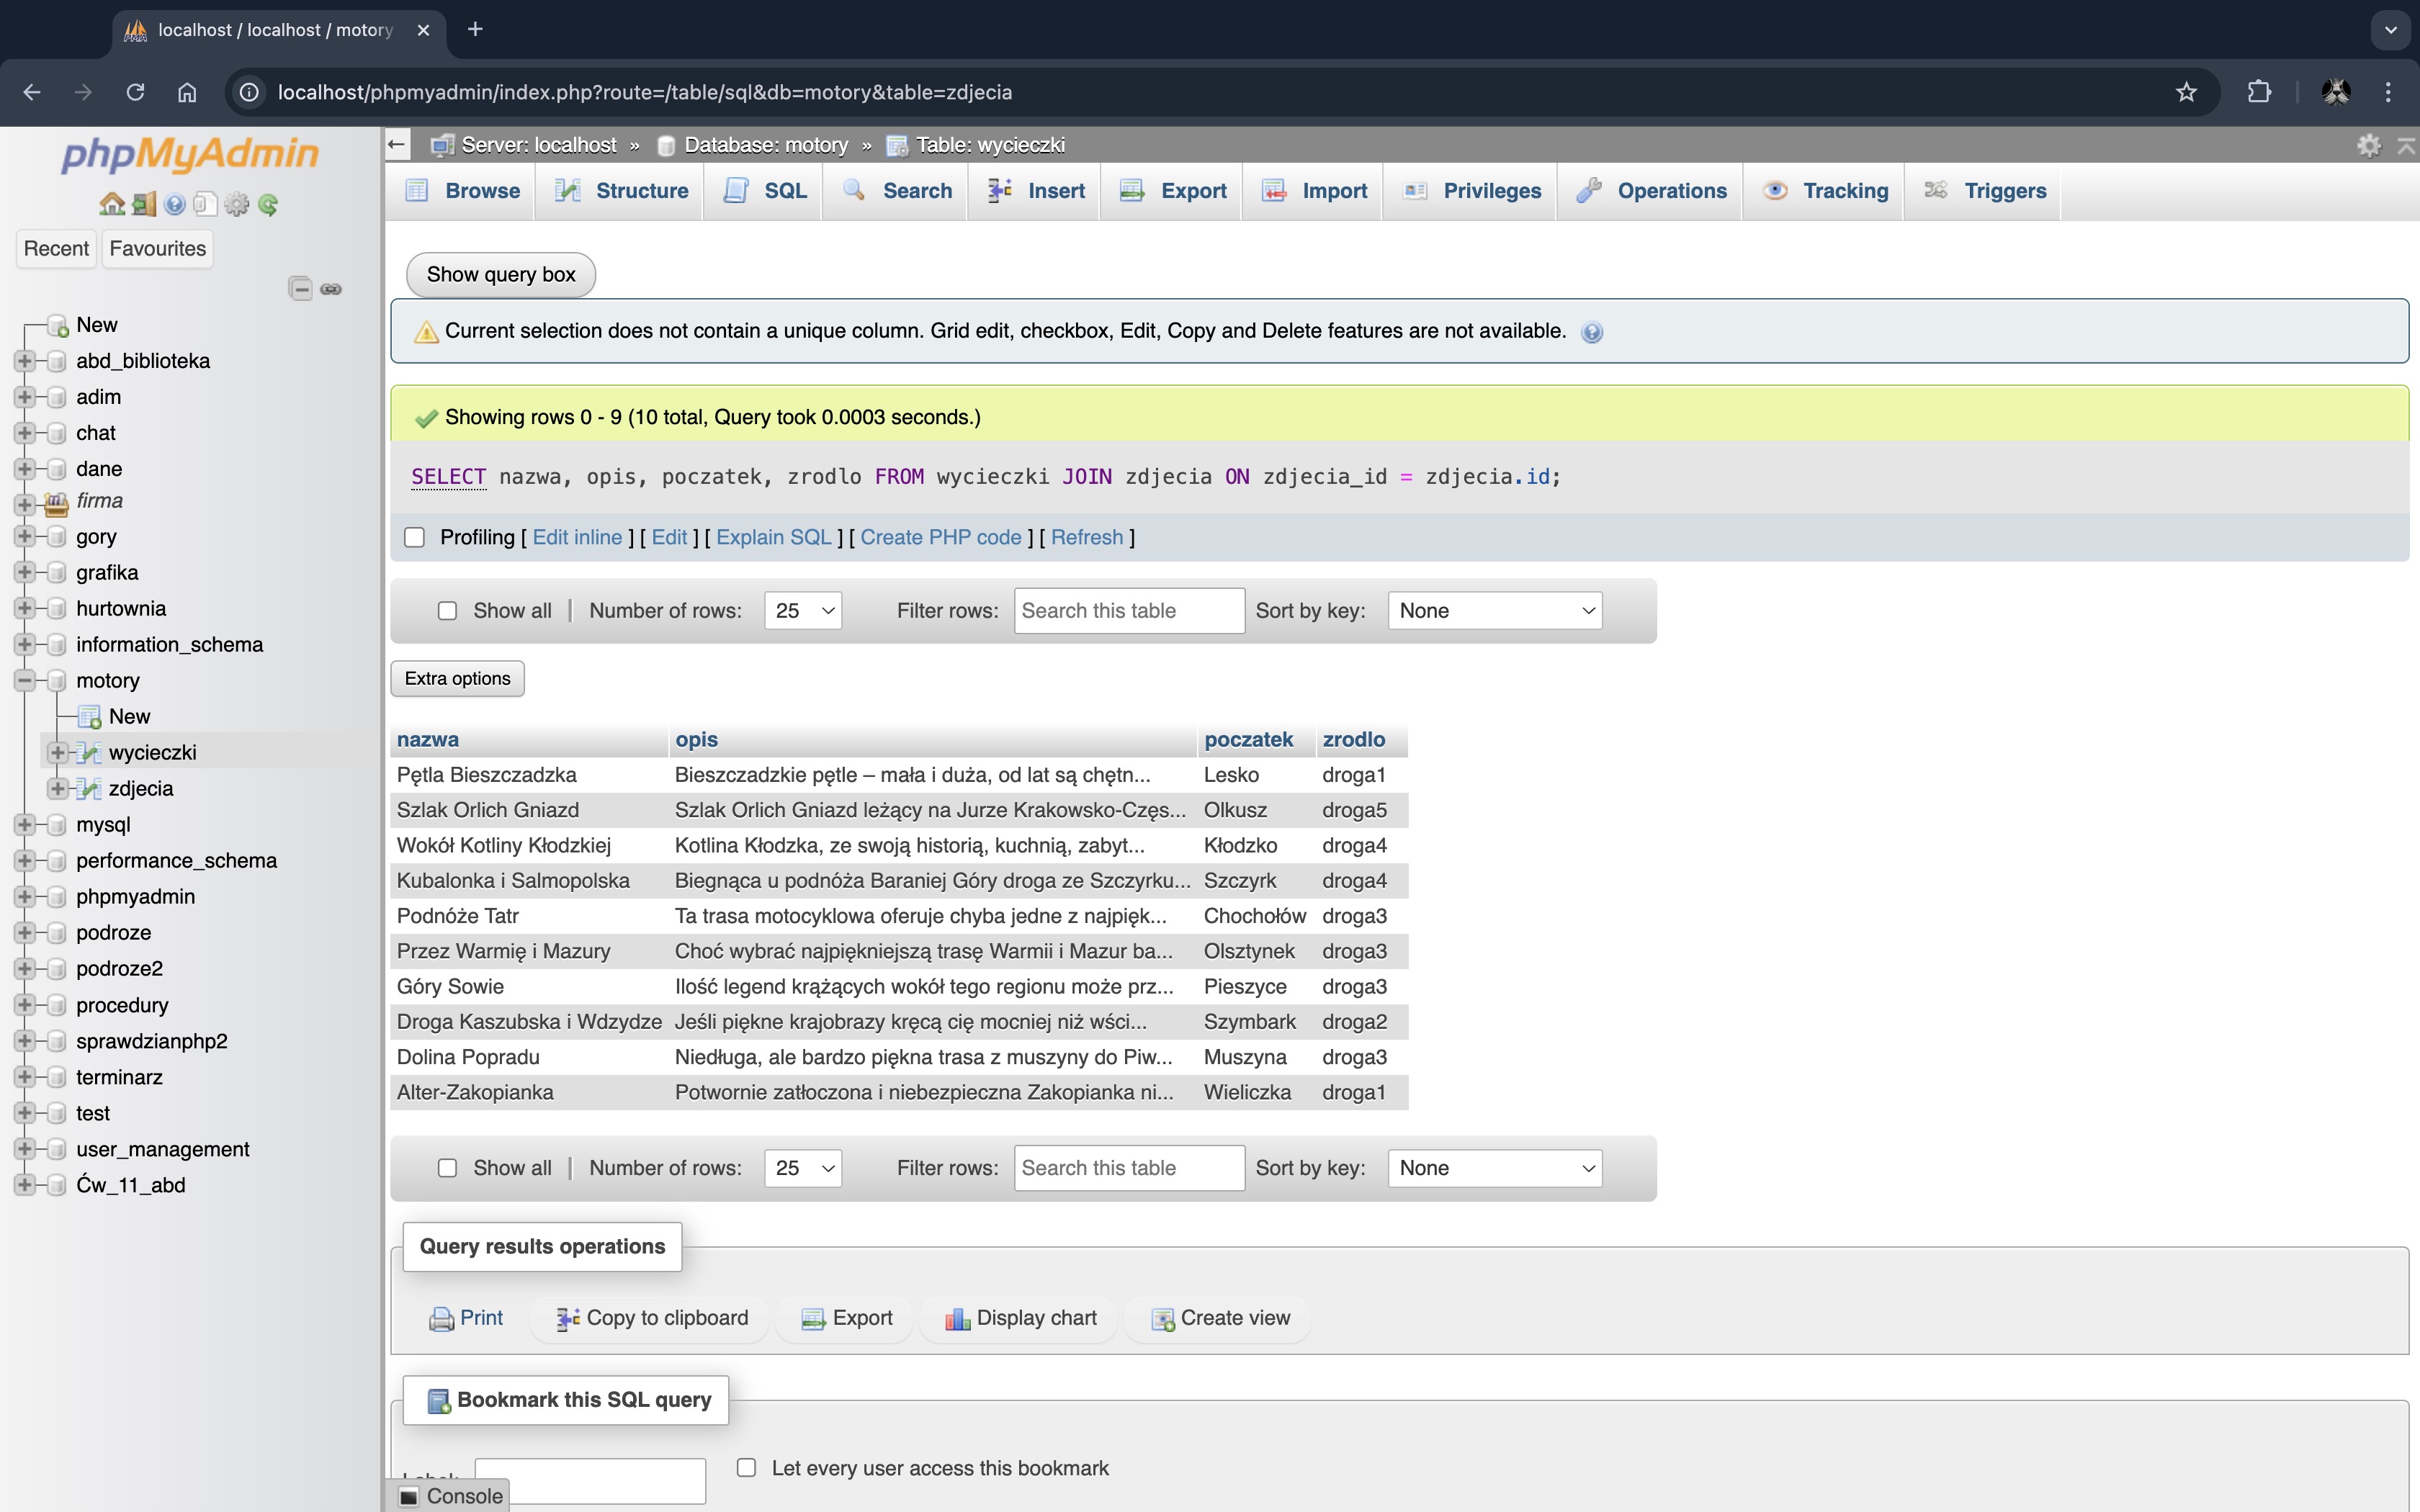 localhost / localhost / motory
localhost/phpmyadmin/index.php?route=/table/sql&db=motory&table=zdjecia
phpMyAdmin
Recent Favourites
New
abd_biblioteka
adim
chat
dane
firma
gory
grafika
hurtownia
information_schema
motory
New
wycieczki
zdjecia
mysql
performance_schema
phpmyadmin
podroze
podroze2
procedury
sprawdzianphp2
terminarz
test
user_management
Ćw_11_abd
Server: localhost » Database: motory » Table: wycieczki
Browse Structure SQL Search Insert Export Import Privileges Operations Tracking Triggers
Show query box
Current selection does not contain a unique column. Grid edit, checkbox, Edit, Copy and Delete features are not available.
Showing rows 0 - 9 (10 total, Query took 0.0003 seconds.)
SELECT nazwa, opis, poczatek, zrodlo FROM wycieczki JOIN zdjecia ON zdjecia_id = zdjecia.id;
Profiling [ Edit inline ] [ Edit ] [ Explain SQL ] [ Create PHP code ] [ Refresh ]
Show all | Number of rows: 25 Filter rows: Search this table Sort by key: None
Extra options
nazwa opis poczatek zrodlo
Pętla Bieszczadzka Bieszczadzkie pętle – mała i duża, od lat są chętn... Lesko droga1
Szlak Orlich Gniazd Szlak Orlich Gniazd leżący na Jurze Krakowsko-Częs... Olkusz droga5
Wokół Kotliny Kłodzkiej Kotlina Kłodzka, ze swoją historią, kuchnią, zabyt... Kłodzko droga4
Kubalonka i Salmopolska Biegnąca u podnóża Baraniej Góry droga ze Szczyrku... Szczyrk droga4
Podnóże Tatr Ta trasa motocyklowa oferuje chyba jedne z najpięk... Chochołów droga3
Przez Warmię i Mazury Choć wybrać najpiękniejszą trasę Warmii i Mazur ba... Olsztynek droga3
Góry Sowie Ilość legend krążących wokół tego regionu może prz... Pieszyce droga3
Droga Kaszubska i Wdzydze Jeśli piękne krajobrazy kręcą cię mocniej niż wści... Szymbark droga2
Dolina Popradu Niedługa, ale bardzo piękna trasa z muszyny do Piw... Muszyna droga3
Alter-Zakopianka Potwornie zatłoczona i niebezpieczna Zakopianka ni... Wieliczka droga1
Show all | Number of rows: 25 Filter rows: Search this table Sort by key: None
Query results operations
Print Copy to clipboard Export Display chart Create view
Bookmark this SQL query
Let every user access this bookmark
Console